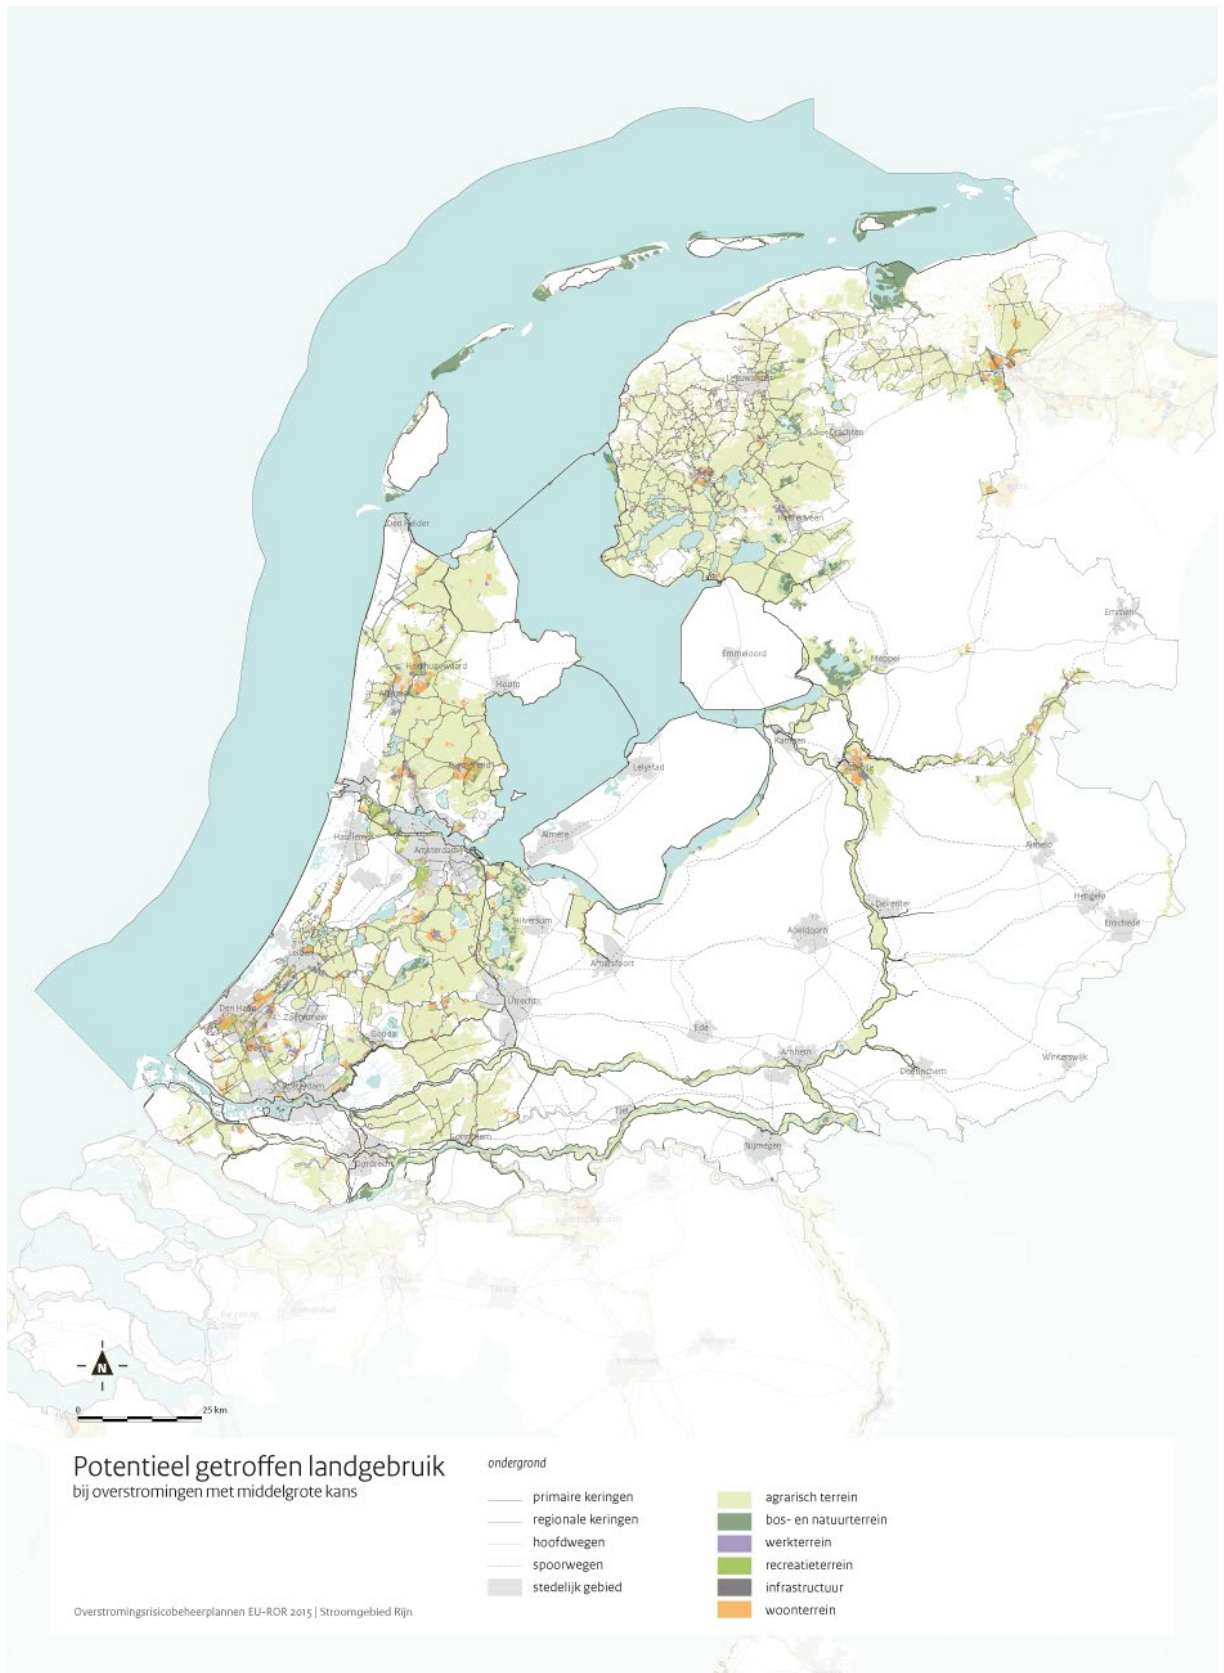 Leeuwarden
Drachten
Heerenveen
Den Helder
Emmen
Emmeloord
Meppel
Heerhugowaard
Hoorn
Kampen
Lelystad
Purmerend
Zwolle
Haarlem
Almere
Amsterdam
Almelo
Hengelo
Enschede
Deventer
Hilversum
Apeldoorn
Leiden
Amersfoort
Utrecht
Den Haag
Zoetermeer
Gouda
Ede
Arnhem
Winterswijk
Doetinchem
Rotterdam
Tiel
Gorinchem
Nijmegen
Dordrecht
Tilburg
Eindhoven
N
0
25 km
Potentieel getroffen landgebruik
bij overstromingen met middelgrote kans
ondergrond
primaire keringen
regionale keringen
hoofdwegen
spoorwegen
stedelijk gebied
agrarisch terrein
bos- en natuurterrein
werkterrein
recreatieterrein
infrastructuur
woonterrein
Overstromingsrisicobeheerplannen EU-ROR 2015 | Stroomgebied Rijn